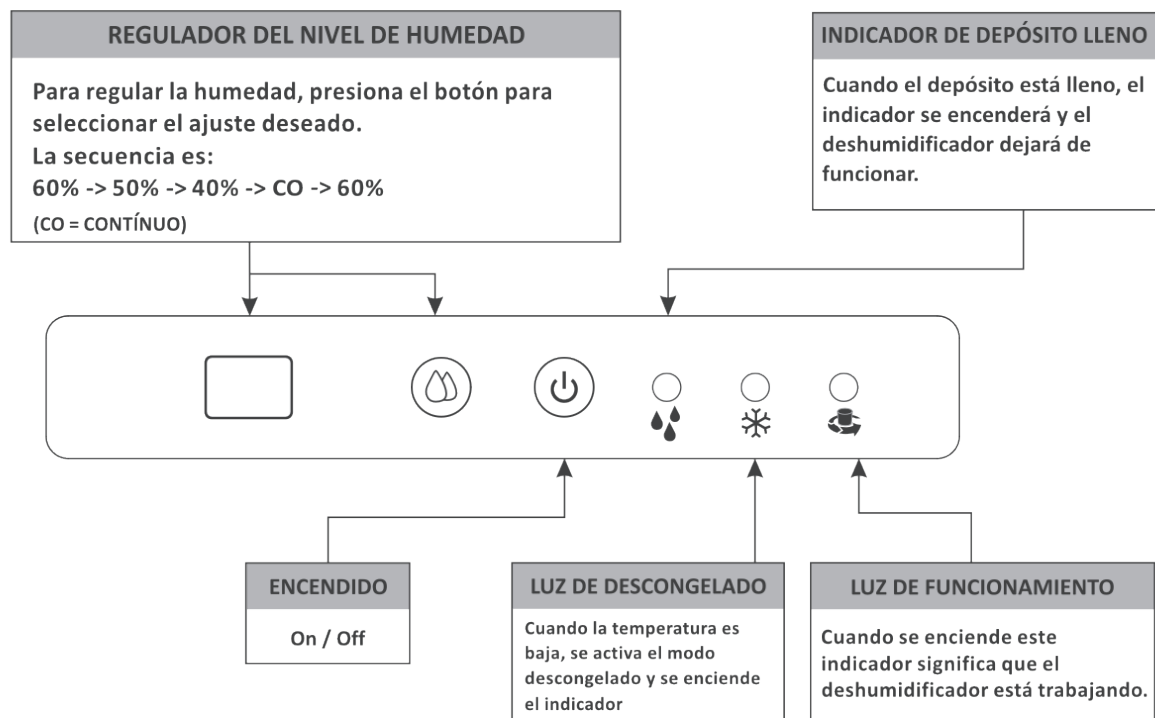 REGULADOR DEL NIVEL DE HUMEDAD
Para regular la humedad, presiona el botón para
seleccionar el ajuste deseado.
La secuencia es:
60% -> 50% -> 40% -> CO -> 60%
(CO = CONTÍNUO)
INDICADOR DE DEPÓSITO LLENO
Cuando el depósito está lleno, el
indicador se encenderá y el
deshumidificador dejará de
funcionar.
ENCENDIDO
On / Off
LUZ DE DESCONGELADO
Cuando la temperatura es
baja, se activa el modo
descongelado y se enciende
el indicador
LUZ DE FUNCIONAMIENTO
Cuando se enciende este
indicador significa que el
deshumidificador está trabajando.